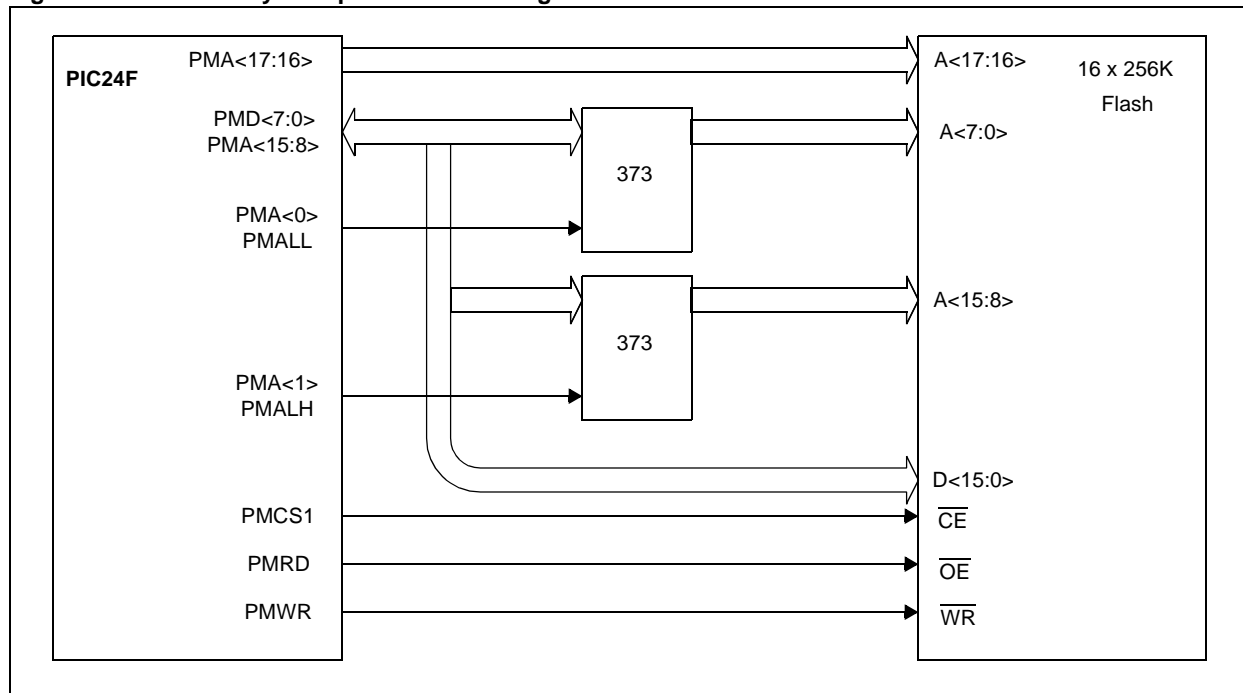 PIC24F
PMA<17:16>
A<17:16>
16 x 256K
Flash
PMD<7:0>
PMA<15:8>
373
A<7:0>
PMA<0>
PMALL
373
A<15:8>
PMA<1>
PMALH
D<15:0>
PMCS1
CE
PMRD
OE
PMWR
WR